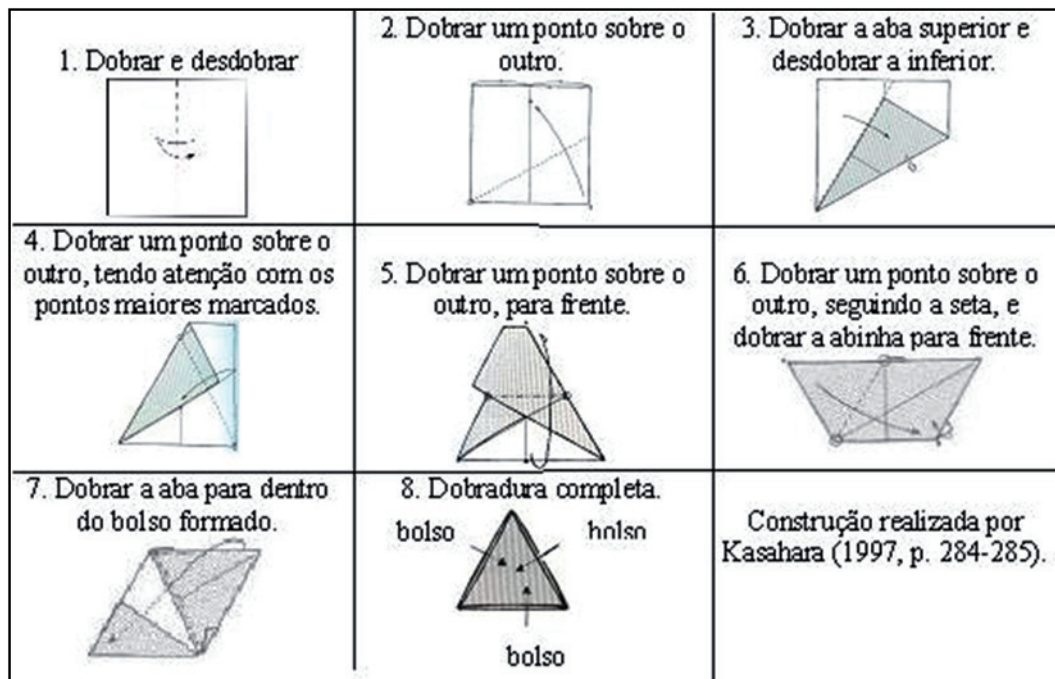 1. Dobrar e desdobrar
2. Dobrar um ponto sobre o
outro.
3. Dobrar a aba superior e
desdobrar a inferior.
4. Dobrar um ponto sobre o
outro, tendo atenção com os
pontos maiores marcados.
5. Dobrar um ponto sobre o
outro, para frente.
6. Dobrar um ponto sobre o
outro, seguindo a seta, e
dobrar a abinha para frente.
7. Dobrar a aba para dentro
do bolso formado.
8. Dobradura completa.
bolso
bolso
bolso
Construção realizada por
Kasahara (1997, p. 284-285).